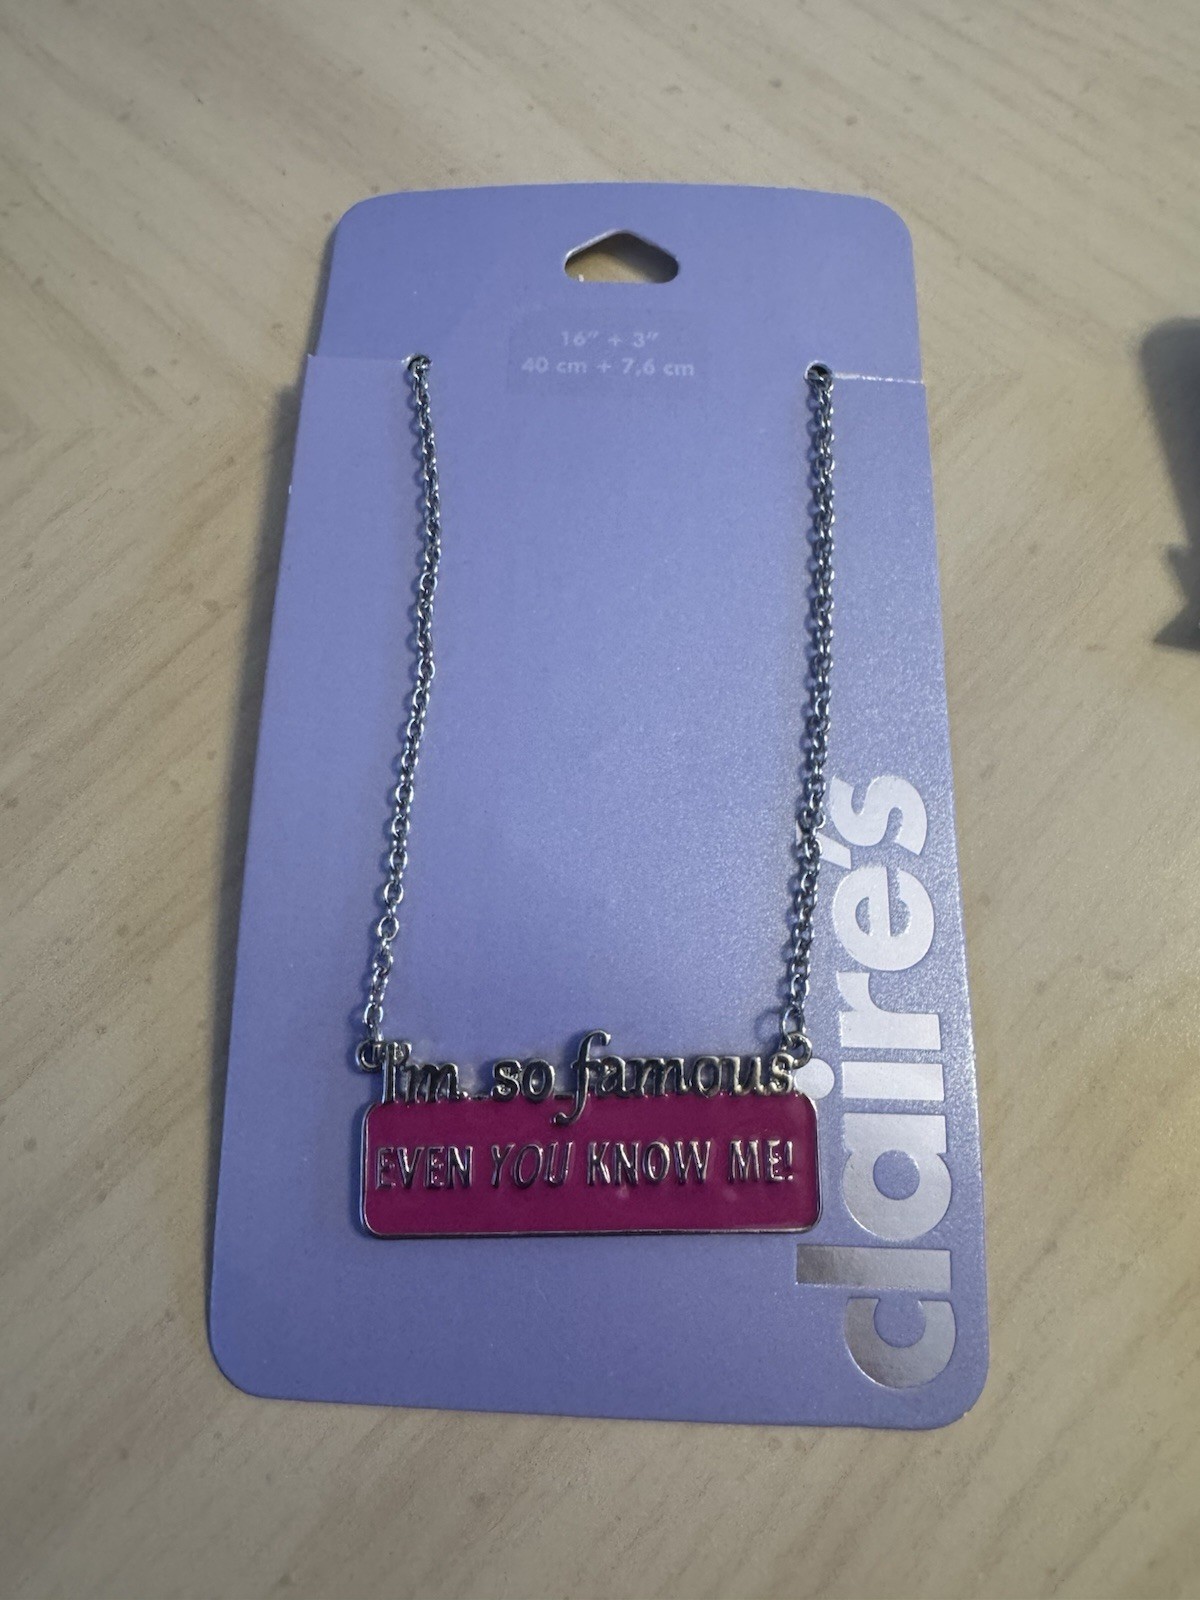 16" + 3"
40 cm + 7,6 cm
I'm so famous
EVEN YOU KNOW ME!
claire's